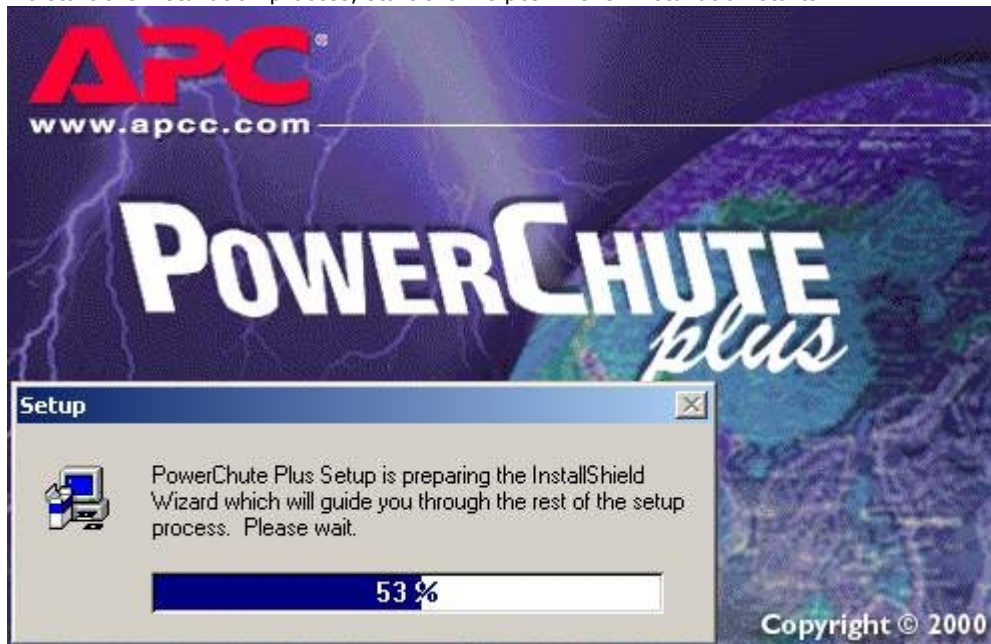 APC®
www.apcc.com
POWERCHUTE
plus
Setup
PowerChute Plus Setup is preparing the InstallShield
Wizard which will guide you through the rest of the setup
process. Please wait.
53 %
Copyright © 2000